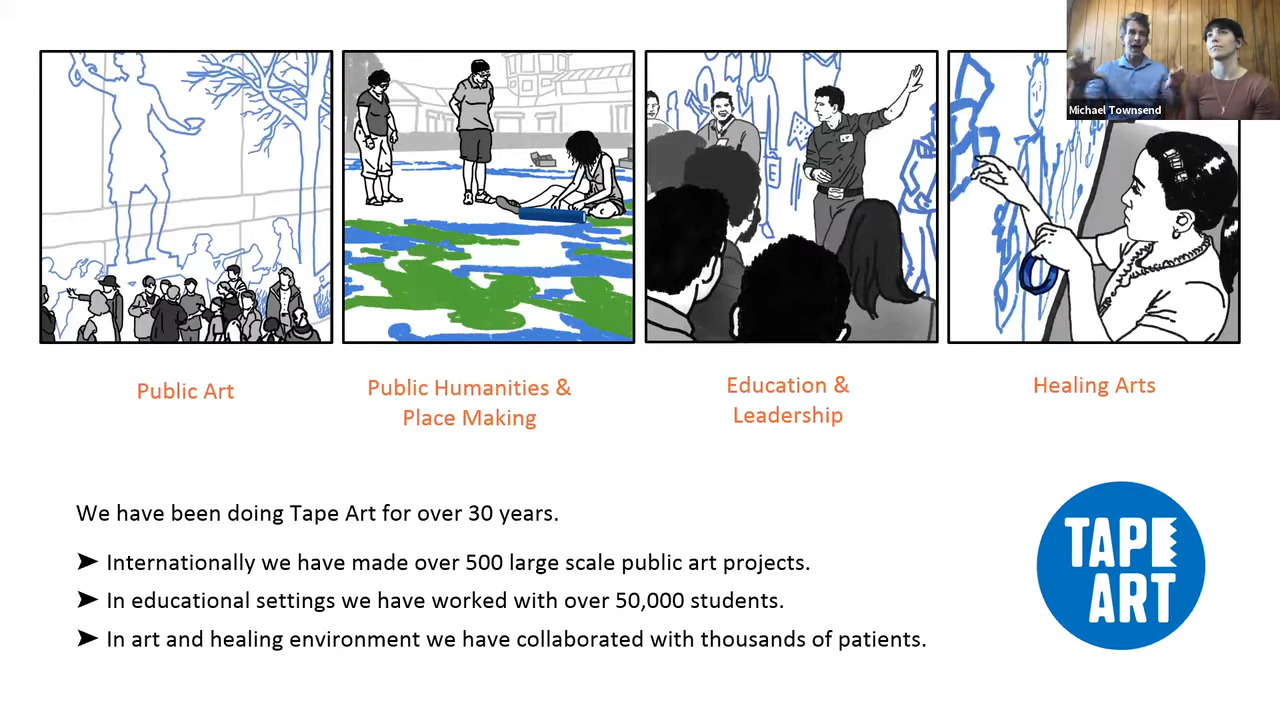 Michael Townsend
Public Art
Public Humanities &
Place Making
Education &
Leadership
Healing Arts
We have been doing Tape Art for over 30 years.
➤ Internationally we have made over 500 large scale public art projects.
➤ In educational settings we have worked with over 50,000 students.
➤ In art and healing environment we have collaborated with thousands of patients.
TAPE
ART